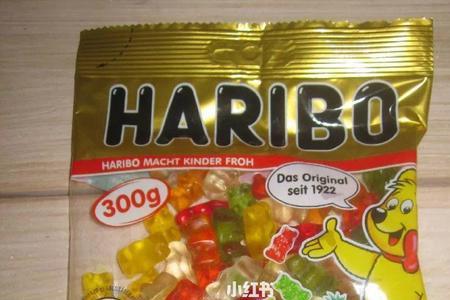 HARIBO
HARIBO MACHT KINDER FROH
300g
Das Original
seit 1922
小红书